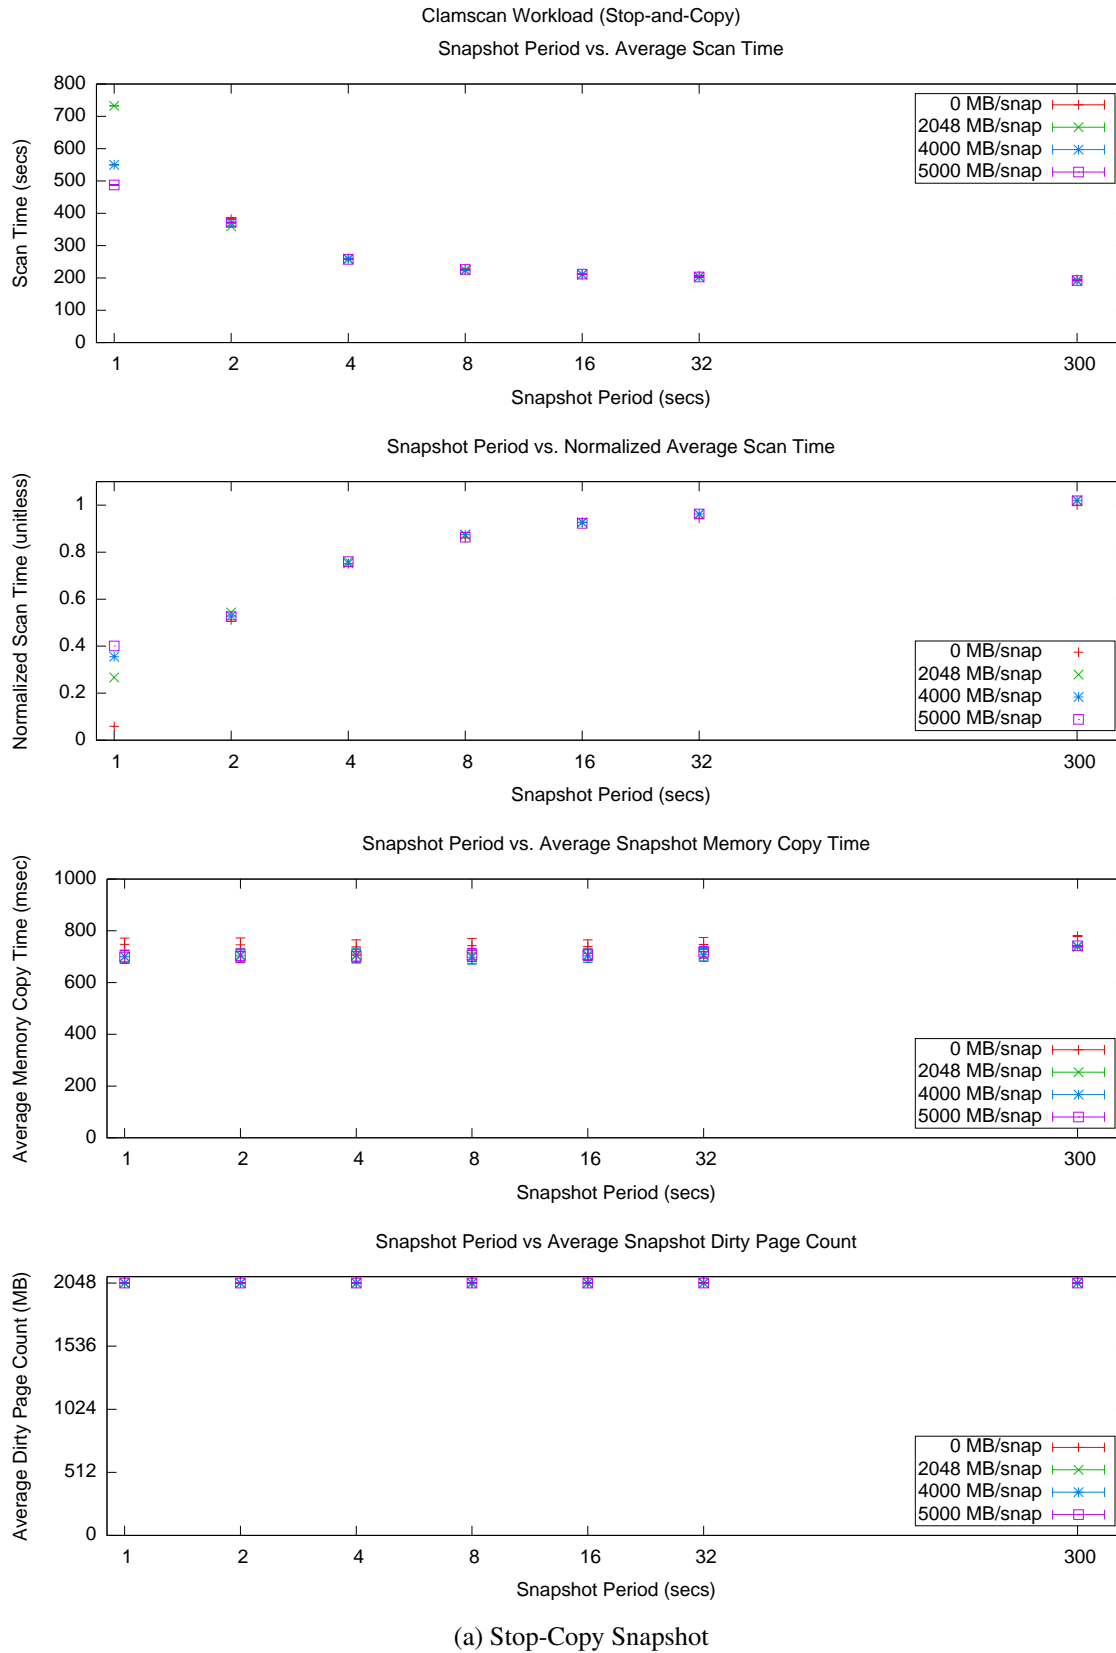 Clamscan Workload (Stop-and-Copy)
Snapshot Period vs. Average Scan Time
Scan Time (secs)
800
700
600
500
400
300
200
100
0
0 MB/snap
2048 MB/snap
4000 MB/snap
5000 MB/snap
1 2 4 8 16 32 300
Snapshot Period (secs)
Snapshot Period vs. Normalized Average Scan Time
Normalized Scan Time (unitless)
1
0.8
0.6
0.4
0.2
0
0 MB/snap
2048 MB/snap
4000 MB/snap
5000 MB/snap
1 2 4 8 16 32 300
Snapshot Period (secs)
Snapshot Period vs. Average Snapshot Memory Copy Time
Average Memory Copy Time (msec)
1000
800
600
400
200
0
0 MB/snap
2048 MB/snap
4000 MB/snap
5000 MB/snap
1 2 4 8 16 32 300
Snapshot Period (secs)
Snapshot Period vs Average Snapshot Dirty Page Count
Average Dirty Page Count (MB)
2048
1536
1024
512
0
0 MB/snap
2048 MB/snap
4000 MB/snap
5000 MB/snap
1 2 4 8 16 32 300
Snapshot Period (secs)
(a) Stop-Copy Snapshot